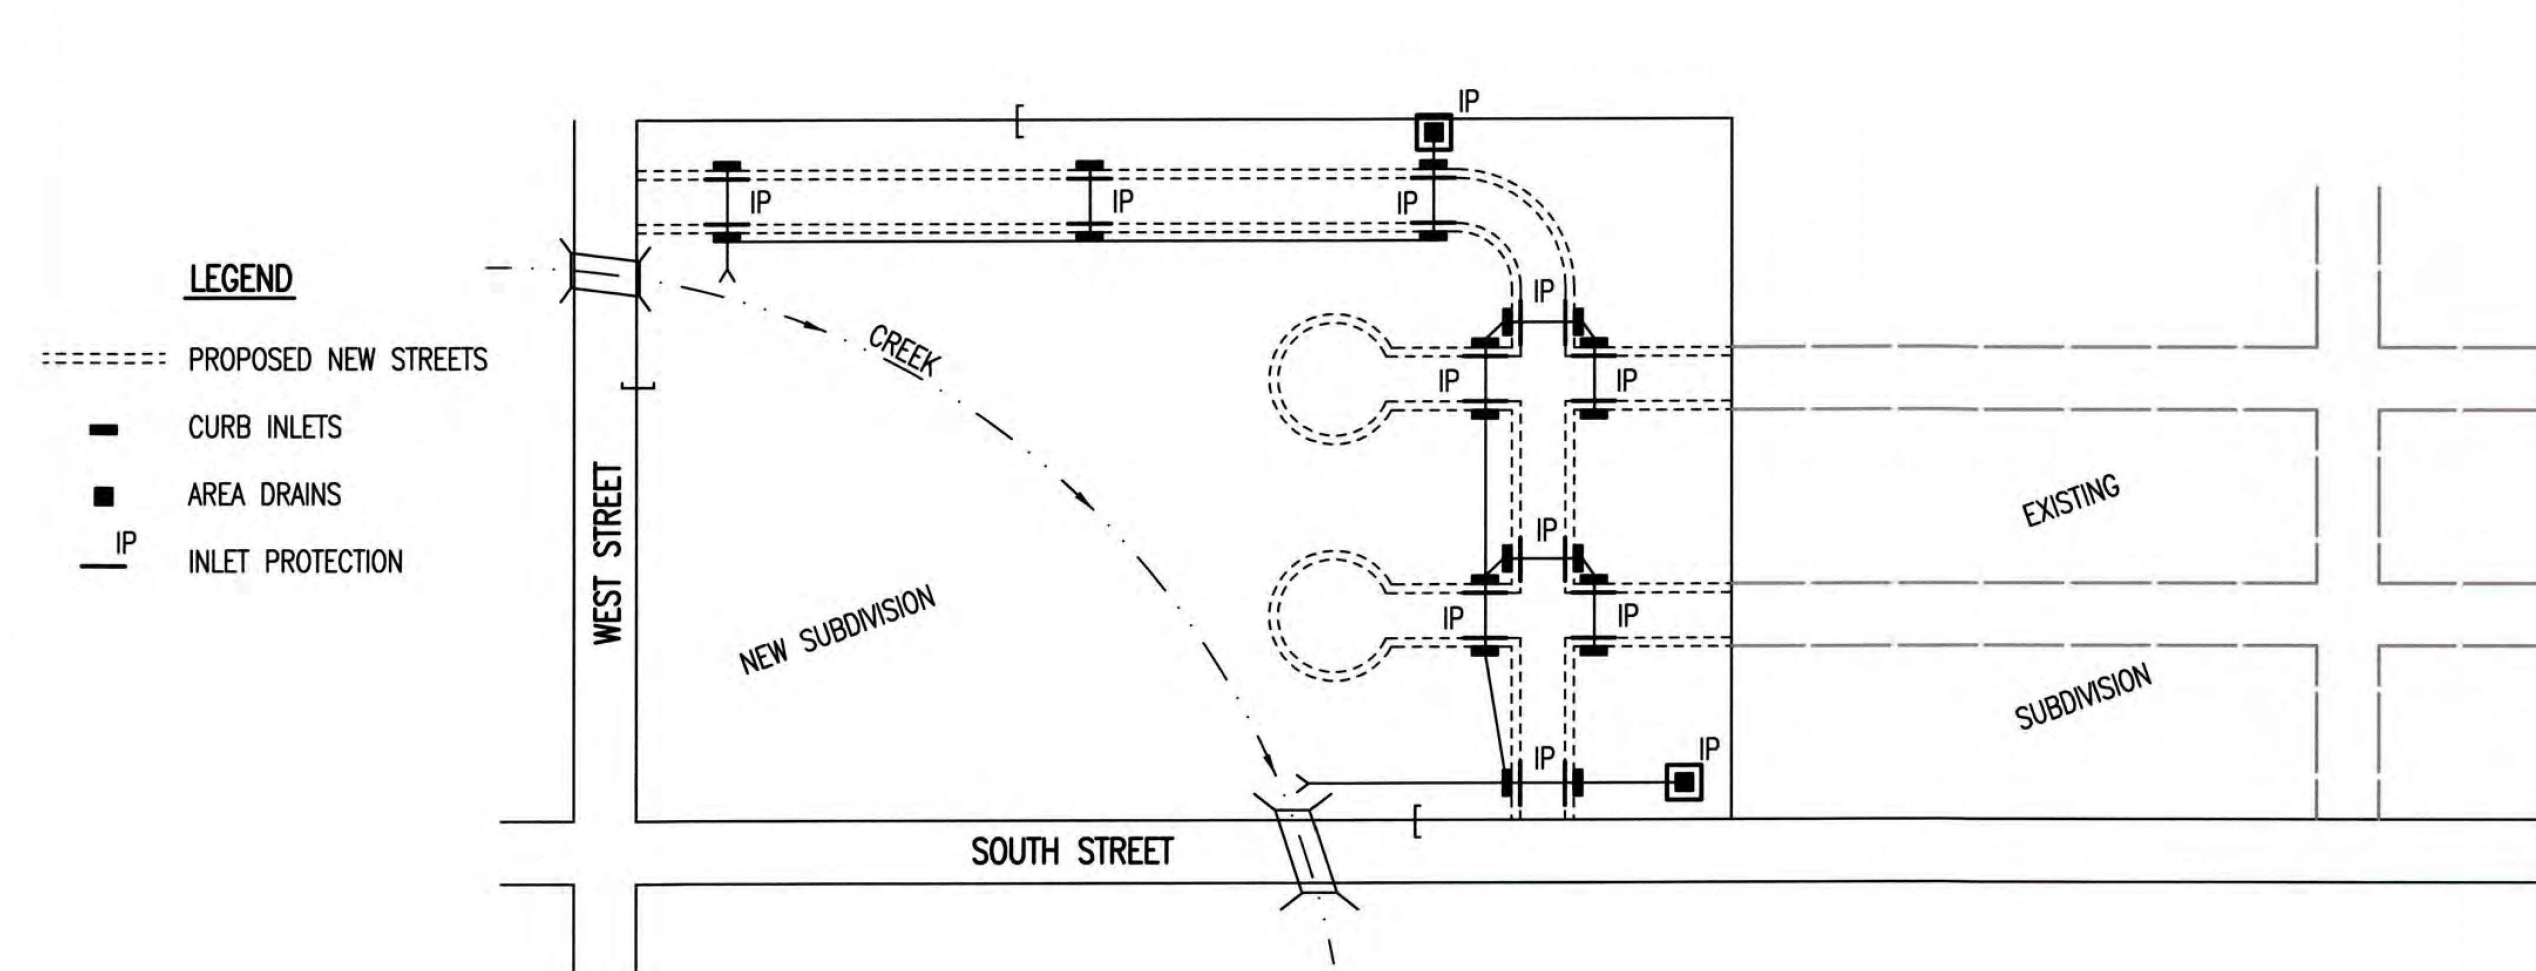 IP
IP
IP
IP
LEGEND
IP
PROPOSED NEW STREETS
CREEK
IP
IP
CURB INLETS
AREA DRAINS
EXISTING
IP
IP
INLET PROTECTION
WEST STREET
NEW SUBDIVISION
IP
IP
SUBDIVISION
IP
IP
SOUTH STREET